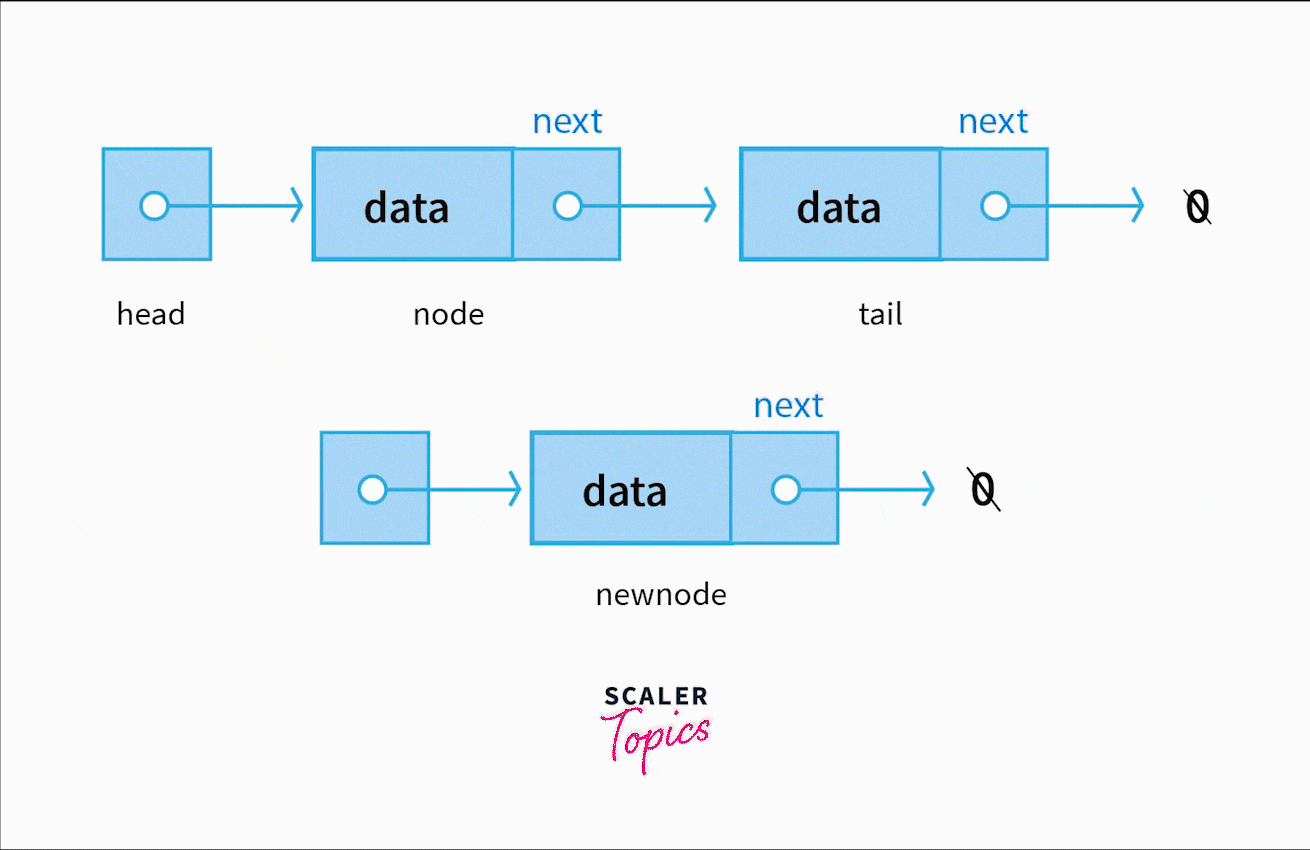 next next
data data 0
head node tail
next
data 0
newnode
SCALER
Topics